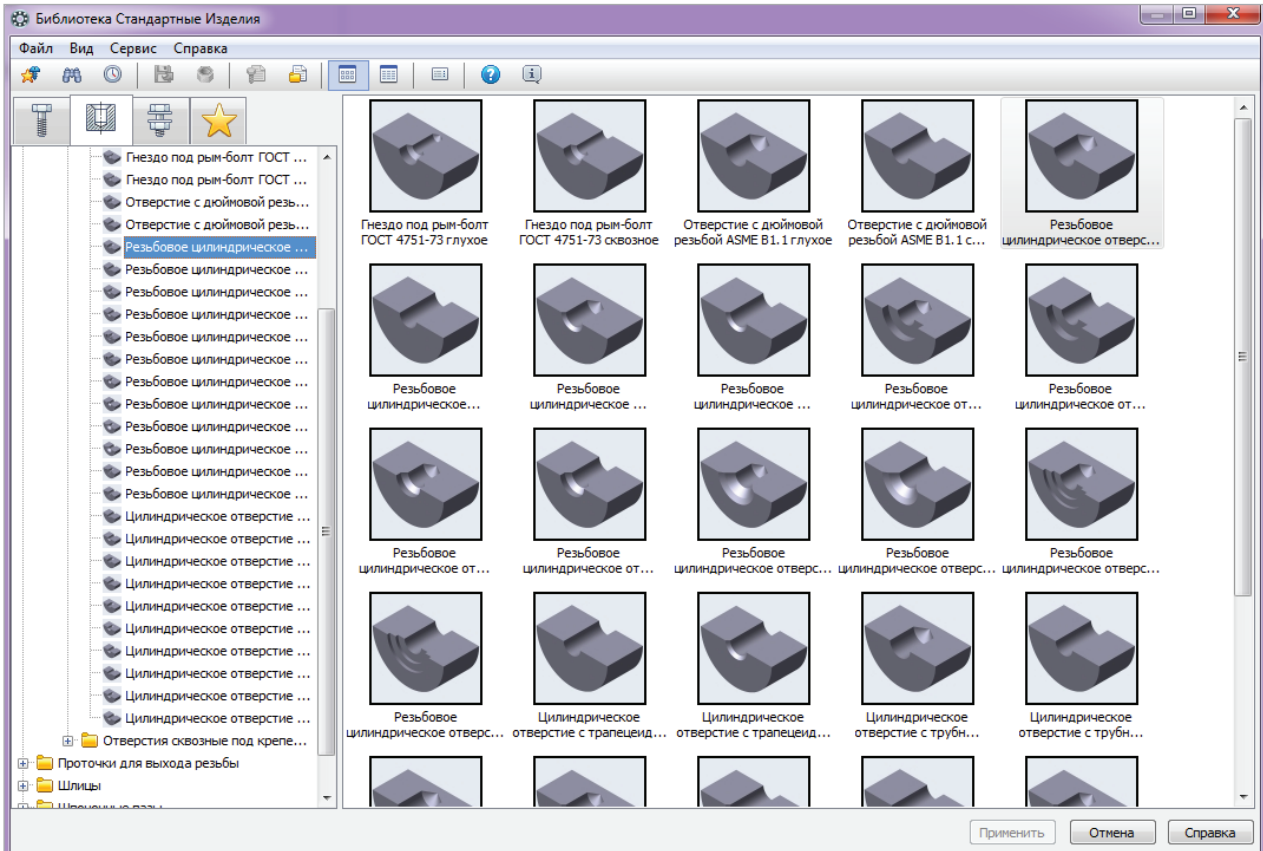 Библиотека Стандартные Изделия
Файл Вид Сервис Справка
Гнездо под рым-болт ГОСТ ...
Гнездо под рым-болт ГОСТ ...
Отверстие с дюймовой резь...
Отверстие с дюймовой резь...
Резьбовое цилиндрическое ...
Резьбовое цилиндрическое ...
Резьбовое цилиндрическое ...
Резьбовое цилиндрическое ...
Резьбовое цилиндрическое ...
Резьбовое цилиндрическое ...
Резьбовое цилиндрическое ...
Резьбовое цилиндрическое ...
Резьбовое цилиндрическое ...
Резьбовое цилиндрическое ...
Резьбовое цилиндрическое ...
Резьбовое цилиндрическое ...
Цилиндрическое отверстие ...
Цилиндрическое отверстие ...
Цилиндрическое отверстие ...
Цилиндрическое отверстие ...
Цилиндрическое отверстие ...
Цилиндрическое отверстие ...
Цилиндрическое отверстие ...
Цилиндрическое отверстие ...
Цилиндрическое отверстие ...
Цилиндрическое отверстие ...
Отверстия сквозные под крепе...
Проточки для выхода резьбы
Шлицы
Гнездо под рым-болт
ГОСТ 4751-73 глухое
Гнездо под рым-болт
ГОСТ 4751-73 сквозное
Отверстие с дюймовой
резьбой ASME B1.1 глухое
Отверстие с дюймовой
резьбой ASME B1.1 с...
Резьбовое
цилиндрическое отверс...
Резьбовое
цилиндрическое...
Резьбовое
цилиндрическое ...
Резьбовое
цилиндрическое ...
Резьбовое
цилиндрическое от...
Резьбовое
цилиндрическое от...
Резьбовое
цилиндрическое от...
Резьбовое
цилиндрическое от...
Резьбовое
цилиндрическое отверс...
Резьбовое
цилиндрическое отверс...
Резьбовое
цилиндрическое отверс...
Резьбовое
цилиндрическое отверс...
Цилиндрическое
отверстие с трапецеид...
Цилиндрическое
отверстие с трапецеид...
Цилиндрическое
отверстие с трубн...
Цилиндрическое
отверстие с трубн...
Применить Отмена Справка